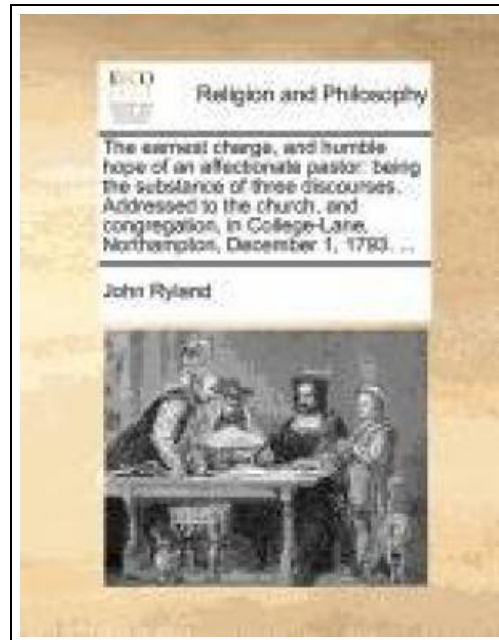 ECCO
Religion and Philosophy
The earnest charge, and humble
hope of an affectionate pastor: being
the substance of three discourses.
Addressed to the church, and
congregation, in College-Lane,
Northampton, December 1, 1793. ...
John Ryland